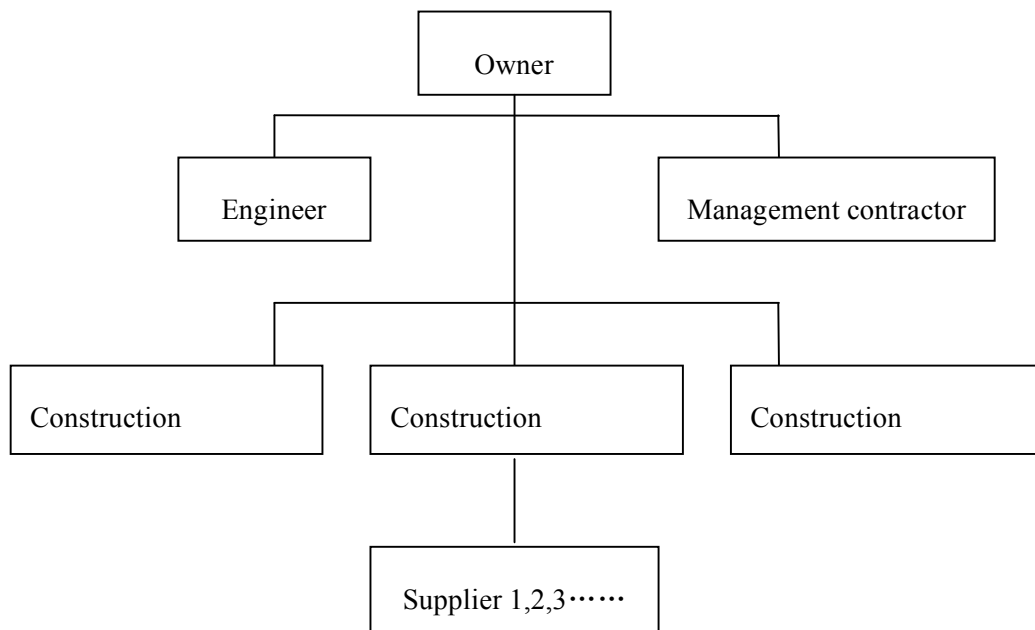 Owner
Engineer
Management contractor
Construction
Construction
Construction
Supplier 1,2,3⋯⋯